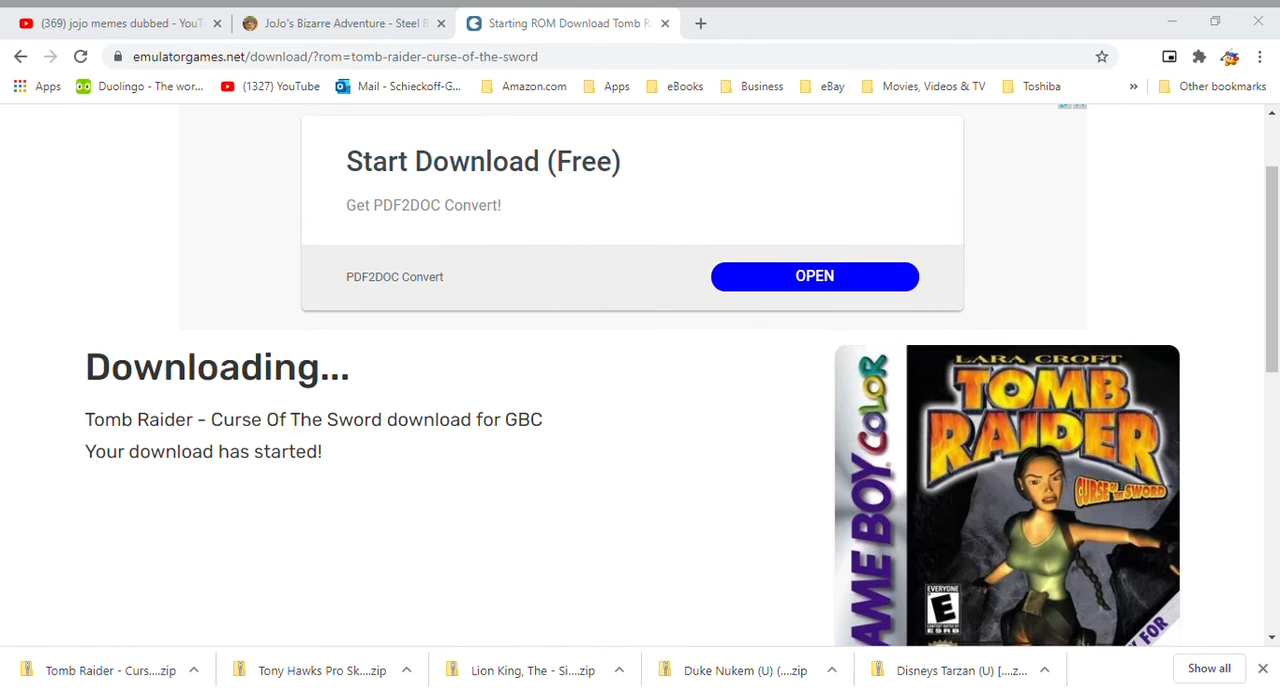 (369) jojo memes dubbed - YouT
JoJo's Bizarre Adventure - Steel B
Starting ROM Download Tomb R
emulatorgames.net/download/?rom=tomb-raider-curse-of-the-sword
Apps
Duolingo - The wor...
(1327) YouTube
Mail - Schieckoff-G...
Amazon.com
Apps
eBooks
Business
eBay
Movies, Videos & TV
Toshiba
»
Other bookmarks
Start Download (Free)
Get PDF2DOC Convert!
PDF2DOC Convert
OPEN
Downloading...
Tomb Raider - Curse Of The Sword download for GBC
Your download has started!
GAME BOY COLOR
LARA CROFT
TOMB
RAIDER
CURSE OF THE SWORD
EVERYONE
E
ESRB
Y FOR
Tomb Raider - Curs....zip
Tony Hawks Pro Sk....zip
Lion King, The - Si....zip
Duke Nukem (U) (....zip
Disneys Tarzan (U) [....z...
Show all